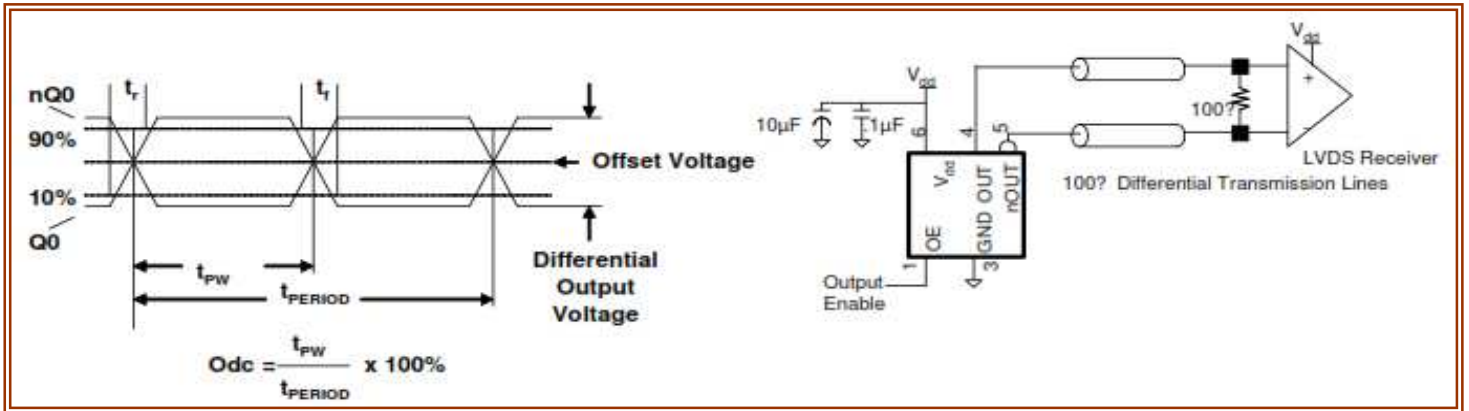 nQ0
90%
10%
Q0
tr
tf
Offset Voltage
Differential
Output
Voltage
tPW
tPERIOD
Odc = tPW / tPERIOD x 100%
Vdd
10µF
.1µF
6
4
5
Vdd
OUT
nOUT
OE
GND
1
3
Output
Enable
Vdd
+
−
100?
LVDS Receiver
100? Differential Transmission Lines